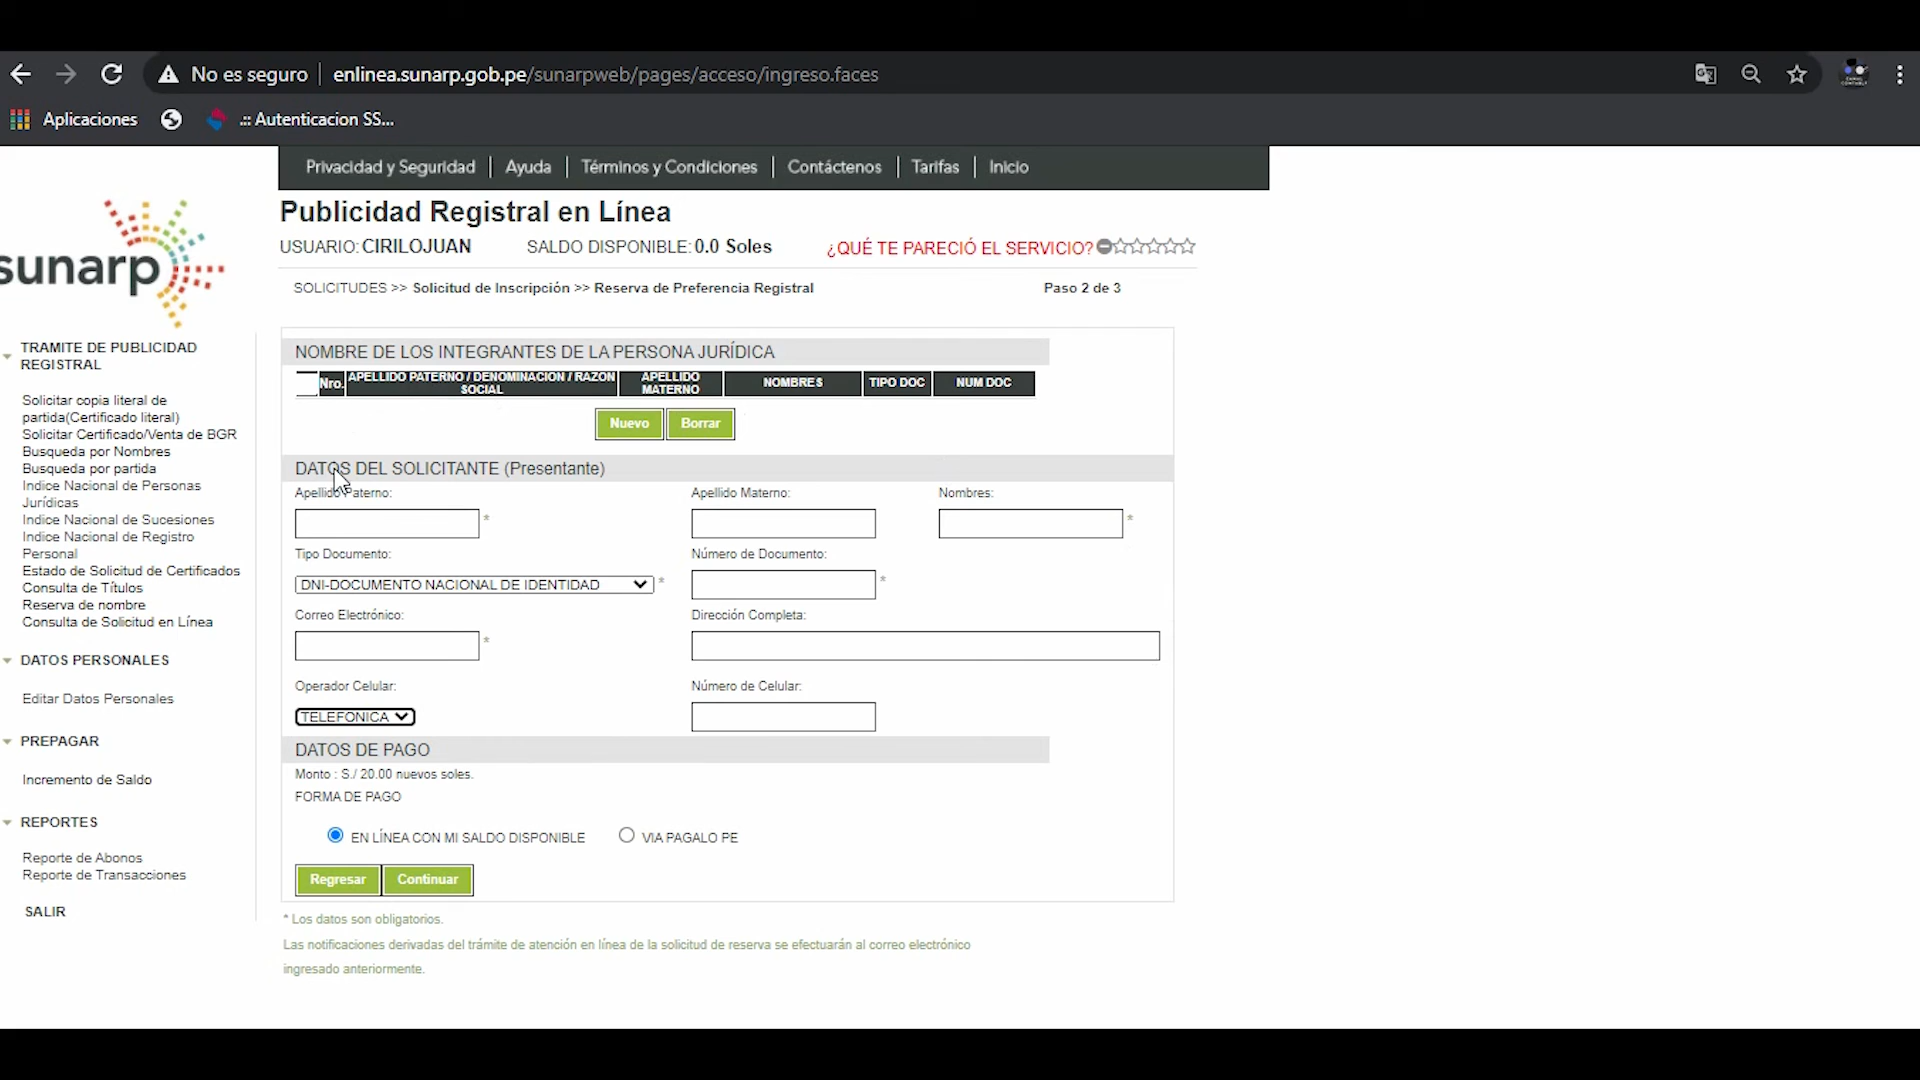 No es seguro | enlinea.sunarp.gob.pe/sunarpweb/pages/acceso/ingreso.faces
Aplicaciones .:: Autenticacion SS...
Privacidad y Seguridad | Ayuda | Términos y Condiciones | Contáctenos | Tarifas | Inicio
sunarp
Publicidad Registral en Línea
USUARIO: CIRILOJUAN SALDO DISPONIBLE: 0.0 Soles ¿QUÉ TE PARECIÓ EL SERVICIO?
SOLICITUDES >> Solicitud de Inscripción >> Reserva de Preferencia Registral Paso 2 de 3
TRAMITE DE PUBLICIDAD
REGISTRAL
Solicitar copia literal de
partida(Certificado literal)
Solicitar Certificado/Venta de BGR
Busqueda por Nombres
Busqueda por partida
Indice Nacional de Personas
Jurídicas
Indice Nacional de Sucesiones
Indice Nacional de Registro
Personal
Estado de Solicitud de Certificados
Consulta de Títulos
Reserva de nombre
Consulta de Solicitud en Línea
DATOS PERSONALES
Editar Datos Personales
PREPAGAR
Incremento de Saldo
REPORTES
Reporte de Abonos
Reporte de Transacciones
SALIR
NOMBRE DE LOS INTEGRANTES DE LA PERSONA JURÍDICA
Nro. APELLIDO PATERNO / DENOMINACION / RAZON SOCIAL APELLIDO MATERNO NOMBRES TIPO DOC NUM DOC
Nuevo Borrar
DATOS DEL SOLICITANTE (Presentante)
Apellido Paterno: Apellido Materno: Nombres:
* *
Tipo Documento: Número de Documento:
DNI-DOCUMENTO NACIONAL DE IDENTIDAD * *
Correo Electrónico: Dirección Completa:
*
Operador Celular: Número de Celular:
TELEFONICA
DATOS DE PAGO
Monto : S./ 20.00 nuevos soles.
FORMA DE PAGO
EN LÍNEA CON MI SALDO DISPONIBLE VIA PAGALO PE
Regresar Continuar
* Los datos son obligatorios.
Las notificaciones derivadas del trámite de atención en línea de la solicitud de reserva se efectuarán al correo electrónico
ingresado anteriormente.